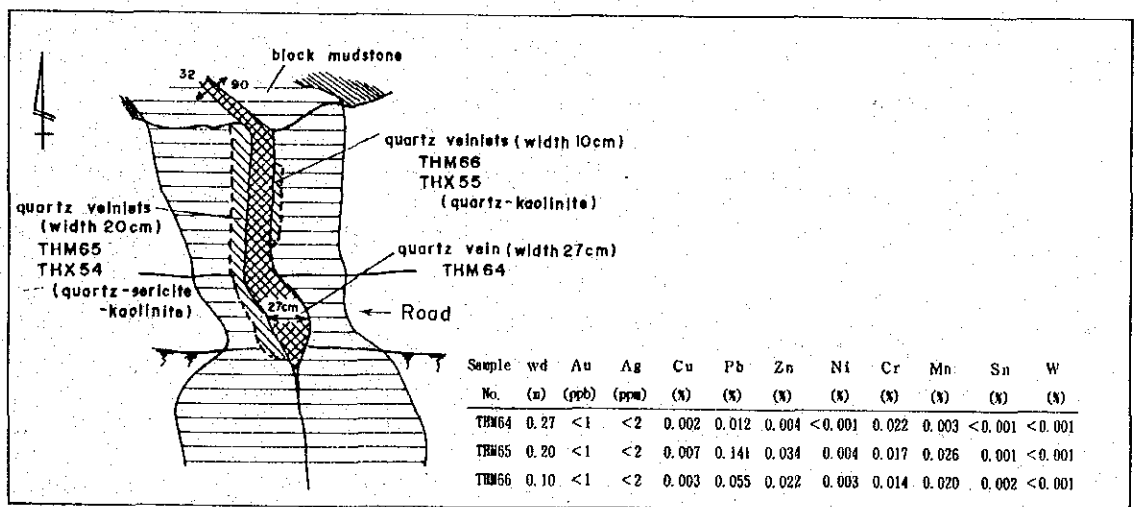 block mudstone
32
90
quartz veinlets (width 10cm)
THM66
THX55
(quartz-kaolinite)
quartz veinlets
(width 20cm)
THM65
THX54
(quartz-sericite
-kaolinite)
quartz vein (width 27cm)
THM64
27cm
Road
Sample wd Au Ag Cu Pb Zn Ni Cr Mn Sn W
No. (m) (ppb) (ppm) (%) (%) (%) (%) (%) (%) (%) (%)
THM64 0.27 <1 <2 0.002 0.012 0.004 <0.001 0.022 0.003 <0.001 <0.001
THM65 0.20 <1 <2 0.007 0.141 0.034 0.004 0.017 0.026 0.001 <0.001
THM66 0.10 <1 <2 0.003 0.055 0.022 0.003 0.014 0.020 0.002 <0.001